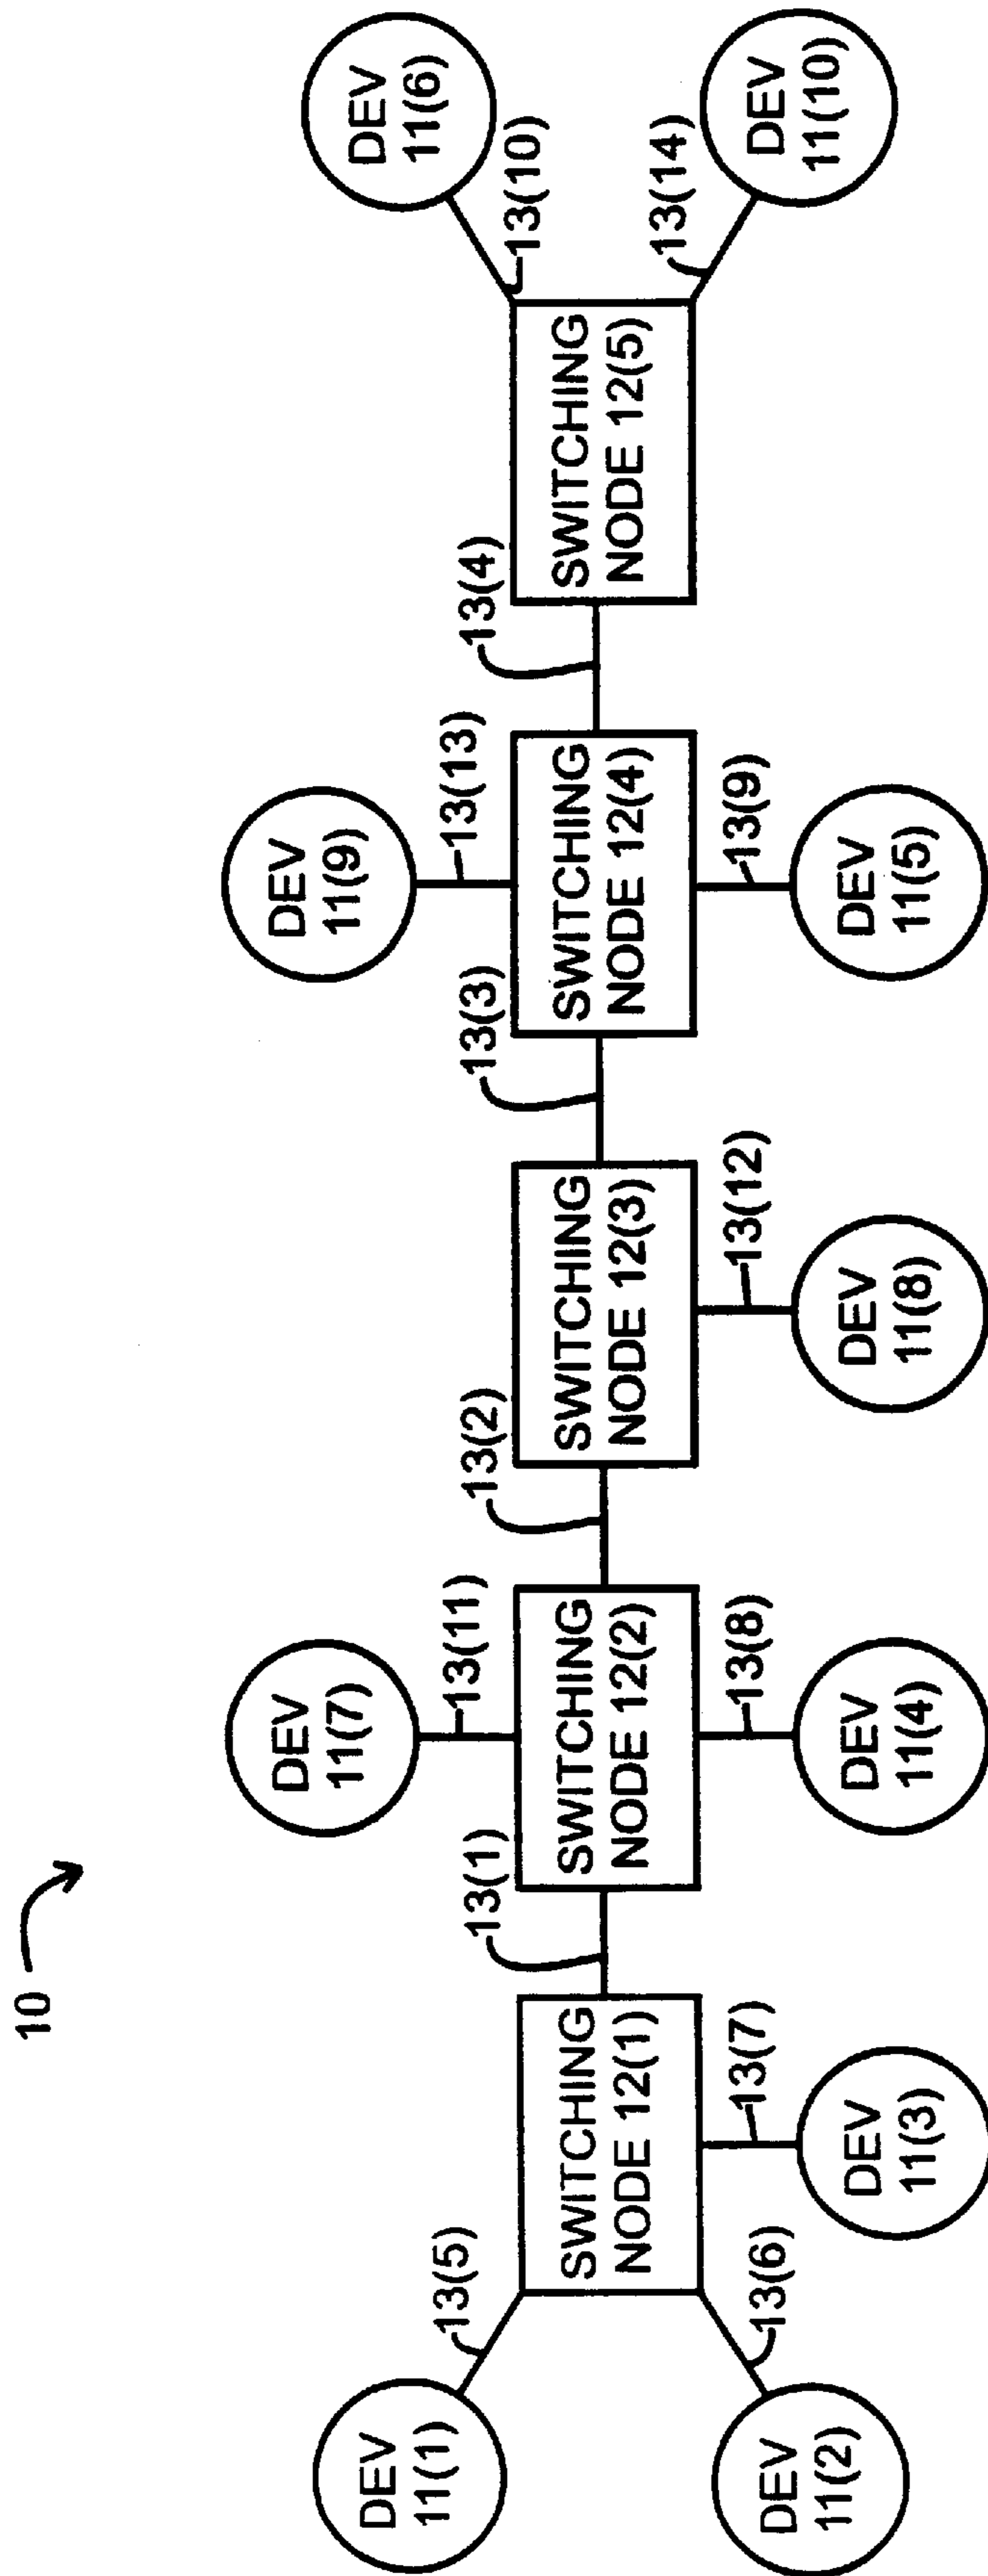 10
DEV
11(1)
13(5)
DEV
11(2)
13(6)
SWITCHING
NODE 12(1)
13(7)
DEV
11(3)
13(1)
DEV
11(7)
13(11)
SWITCHING
NODE 12(2)
13(8)
DEV
11(4)
13(2)
SWITCHING
NODE 12(3)
13(12)
DEV
11(8)
13(3)
DEV
11(9)
13(13)
SWITCHING
NODE 12(4)
13(9)
DEV
11(5)
13(4)
SWITCHING
NODE 12(5)
13(10)
DEV
11(6)
13(14)
DEV
11(10)